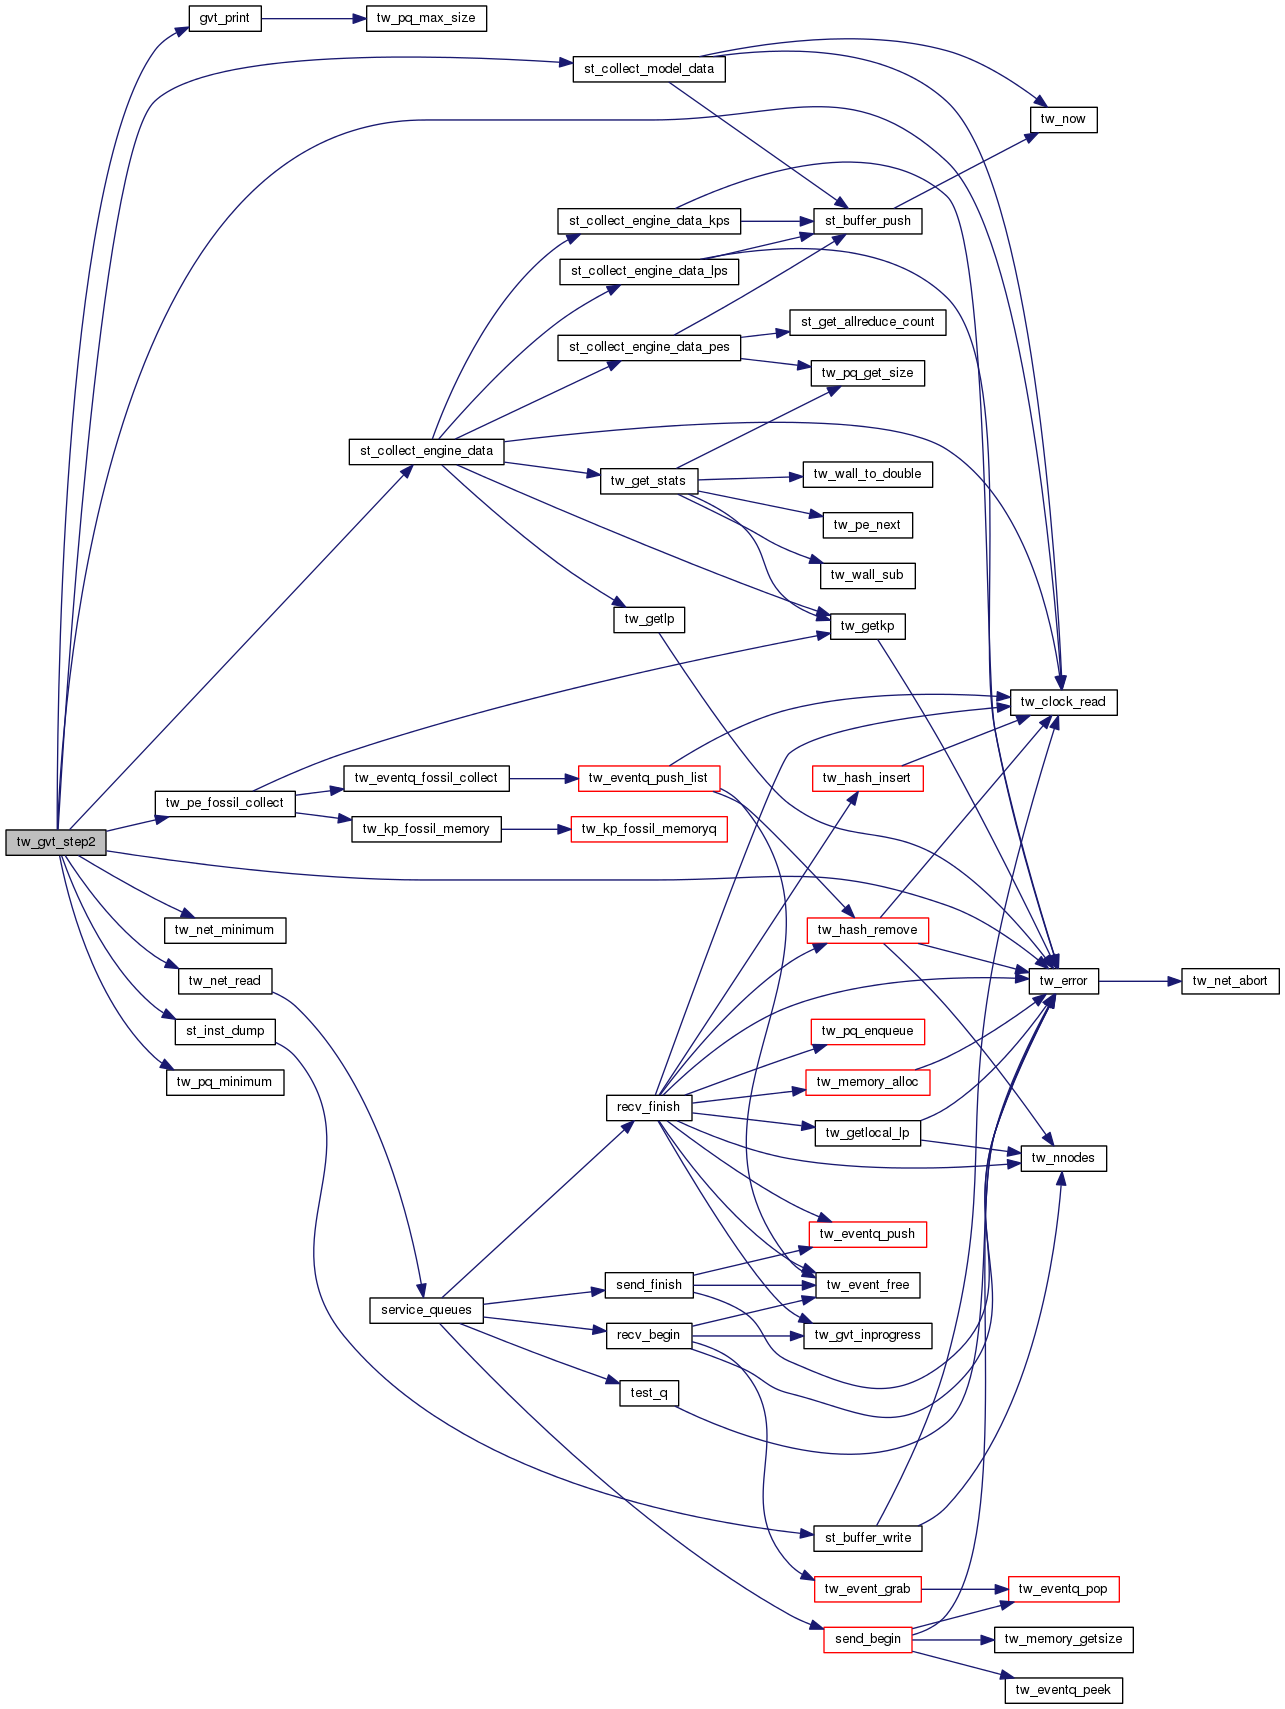 gvt_print
tw_pq_max_size
st_collect_model_data
tw_now
st_collect_engine_data_kps
st_buffer_push
st_collect_engine_data_lps
st_get_allreduce_count
st_collect_engine_data_pes
tw_pq_get_size
st_collect_engine_data
tw_get_stats
tw_wall_to_double
tw_pe_next
tw_wall_sub
tw_getlp
tw_getkp
tw_clock_read
tw_eventq_fossil_collect
tw_eventq_push_list
tw_hash_insert
tw_pe_fossil_collect
tw_kp_fossil_memory
tw_kp_fossil_memoryq
tw_gvt_step2
tw_net_minimum
tw_hash_remove
tw_net_read
tw_error
tw_net_abort
st_inst_dump
tw_pq_enqueue
tw_pq_minimum
tw_memory_alloc
recv_finish
tw_getlocal_lp
tw_nnodes
tw_eventq_push
send_finish
tw_event_free
service_queues
recv_begin
tw_gvt_inprogress
test_q
st_buffer_write
tw_event_grab
tw_eventq_pop
send_begin
tw_memory_getsize
tw_eventq_peek